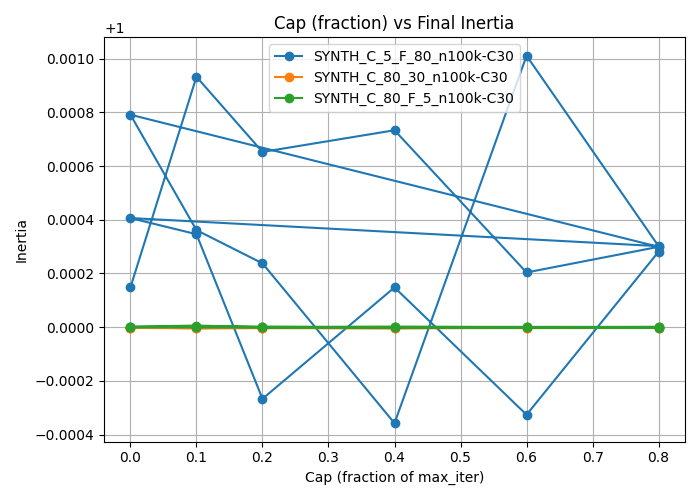 Cap (fraction) vs Final Inertia
+1
SYNTH_C_5_F_80_n100k-C30
SYNTH_C_80_30_n100k-C30
SYNTH_C_80_F_5_n100k-C30
0.0010
0.0008
0.0006
0.0004
0.0002
0.0000
−0.0002
−0.0004
Inertia
0.0 0.1 0.2 0.3 0.4 0.5 0.6 0.7 0.8
Cap (fraction of max_iter)